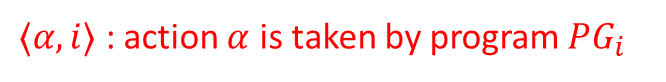 ⟨𝛼, 𝑖⟩ : action 𝛼 is taken by program 𝑃𝐺ᵢ